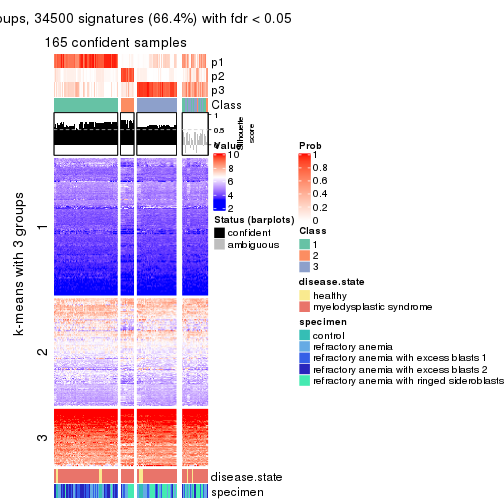 oups, 34500 signatures (66.4%) with fdr < 0.05
165 confident samples
p1
p2
p3
Class
1
0.5
0
Silhouette
score
Value
10
8
6
4
2
Prob
1
0.8
0.6
0.4
0.2
0
Status (barplots)
confident
ambiguous
Class
1
2
3
disease.state
healthy
myelodysplastic syndrome
specimen
control
refractory anemia
refractory anemia with excess blasts 1
refractory anemia with excess blasts 2
refractory anemia with ringed sideroblasts
k-means with 3 groups
1
2
3
disease.state
specimen